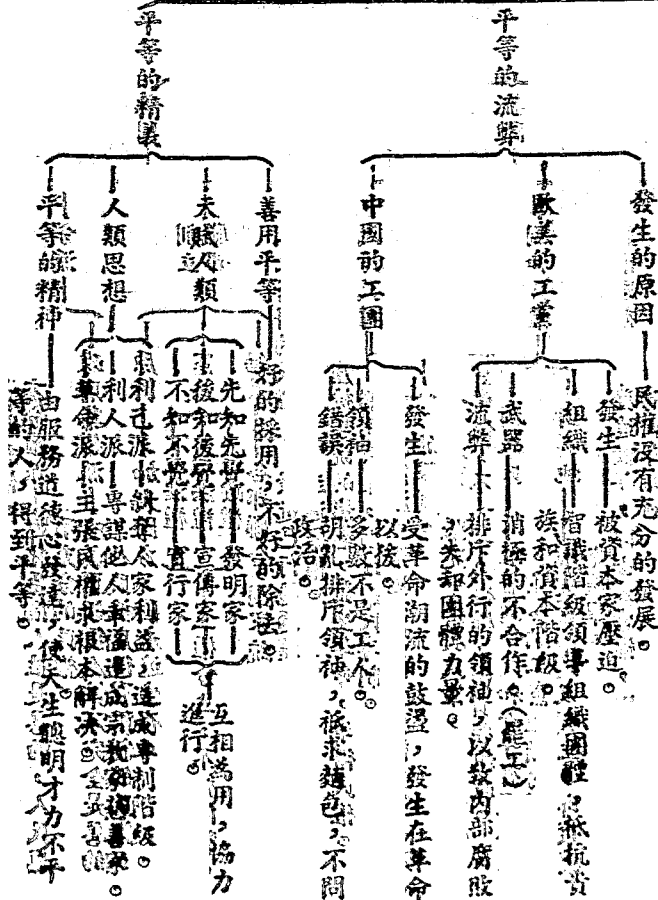 平等的流弊
發生的原因
民權沒有充分的發展。
歐美的工黨
發生
被資本家壓迫。
組織
智識階級領導組織團體，抵抗貴
族和資本階級。
武器
消極的不合作。（罷工）
流弊
排斥外行的領袖，以致內部腐敗
，失却團體力量。
中國的工團
發生
受革命潮流的鼓盪，發生在革命
以後。
領袖
多數不是工人。
錯誤
胡亂排斥領袖，祗求麵包，不問
政治。
平等的精義
善用平等
好的採用，不好的除去。
天賦人類
先知先覺
發明家
後知後覺
宣傳家
不知不覺
實行家
互相為用，協力
進行。
人類思想
利己派
人家利益，造成專制階級。
利人派
專謀他人幸福造成宗教家慈善家。
革命派
主張民權求根本解決。
平等的精神
由服務道德心發達，使天生聰明才力不平
等的人，得到平等。